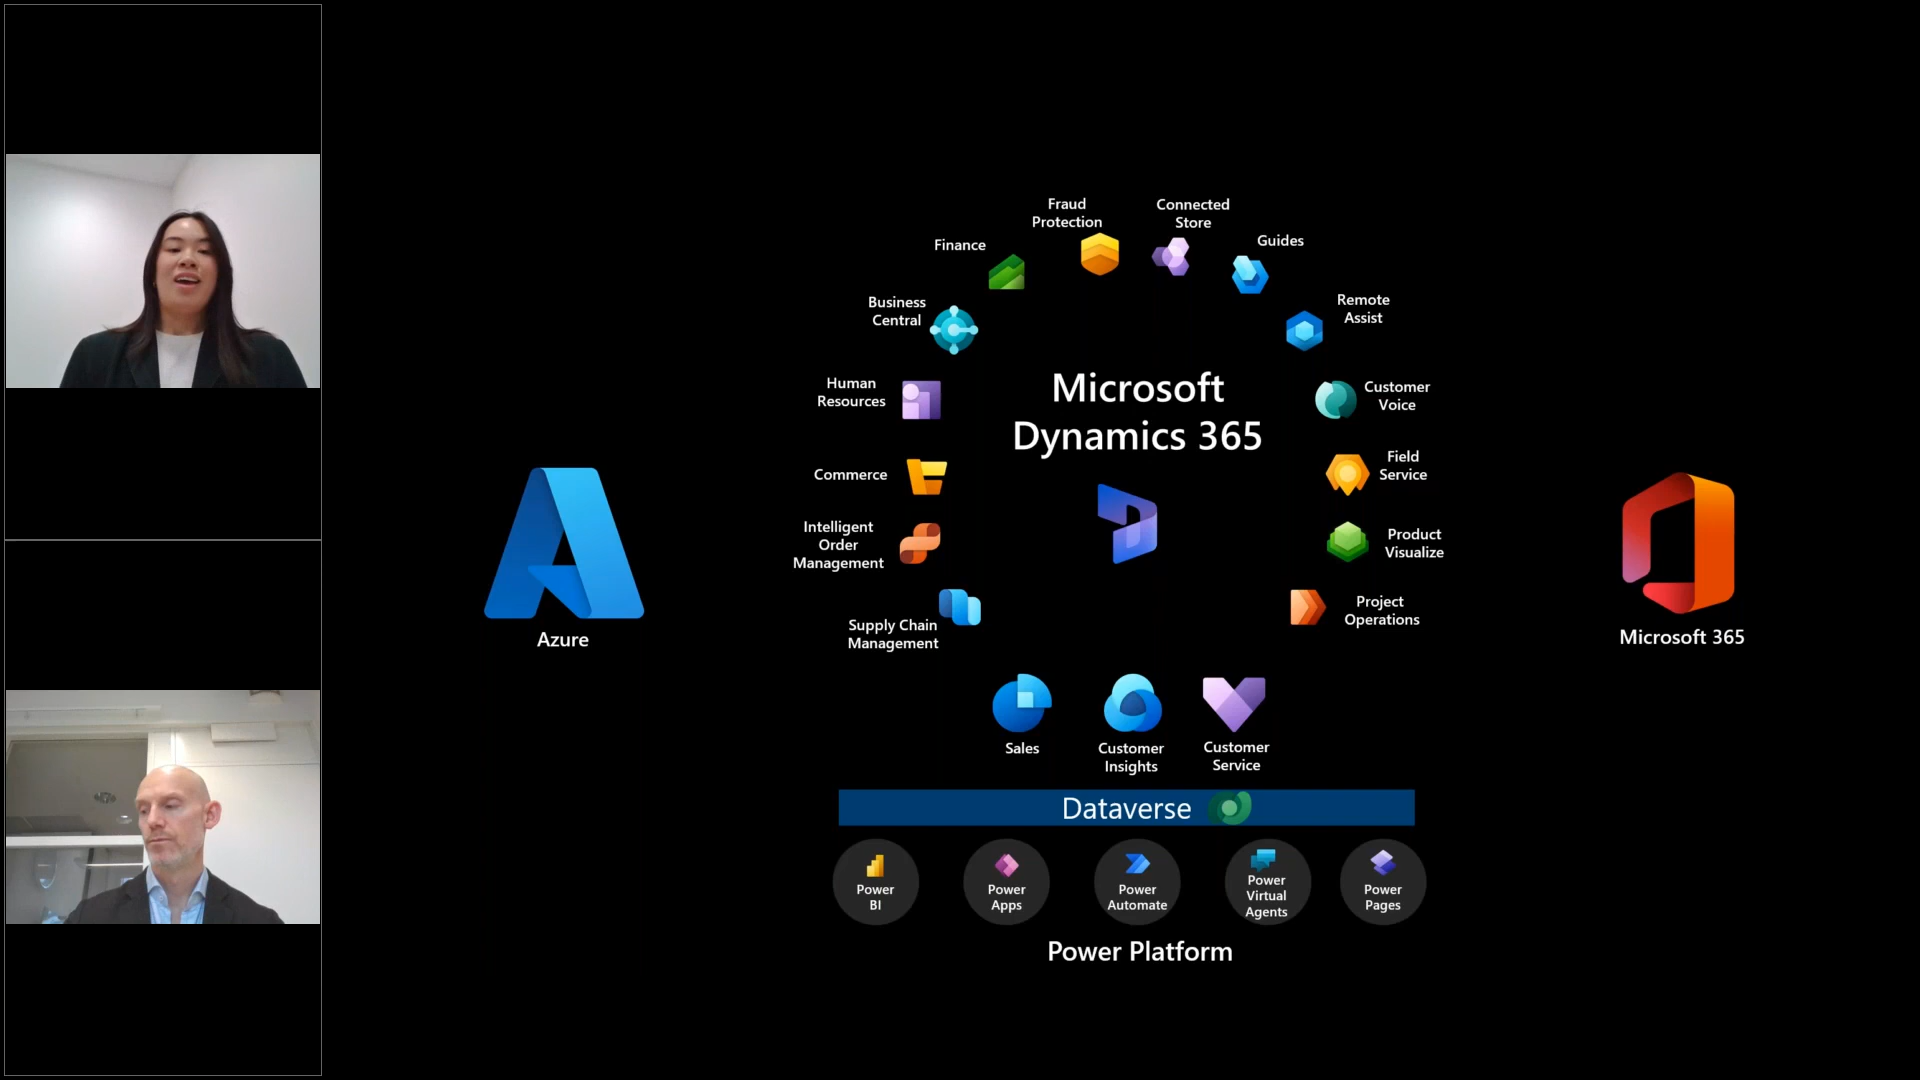 Fraud
Protection
Connected
Store
Finance
Guides
Business
Central
Remote
Assist
Human
Resources
Microsoft
Dynamics 365
Customer
Voice
Commerce
Field
Service
Intelligent
Order
Management
Product
Visualize
Supply Chain
Management
Project
Operations
Azure
Microsoft 365
Sales
Customer
Insights
Customer
Service
Dataverse
Power
BI
Power
Apps
Power
Automate
Power
Virtual
Agents
Power
Pages
Power Platform